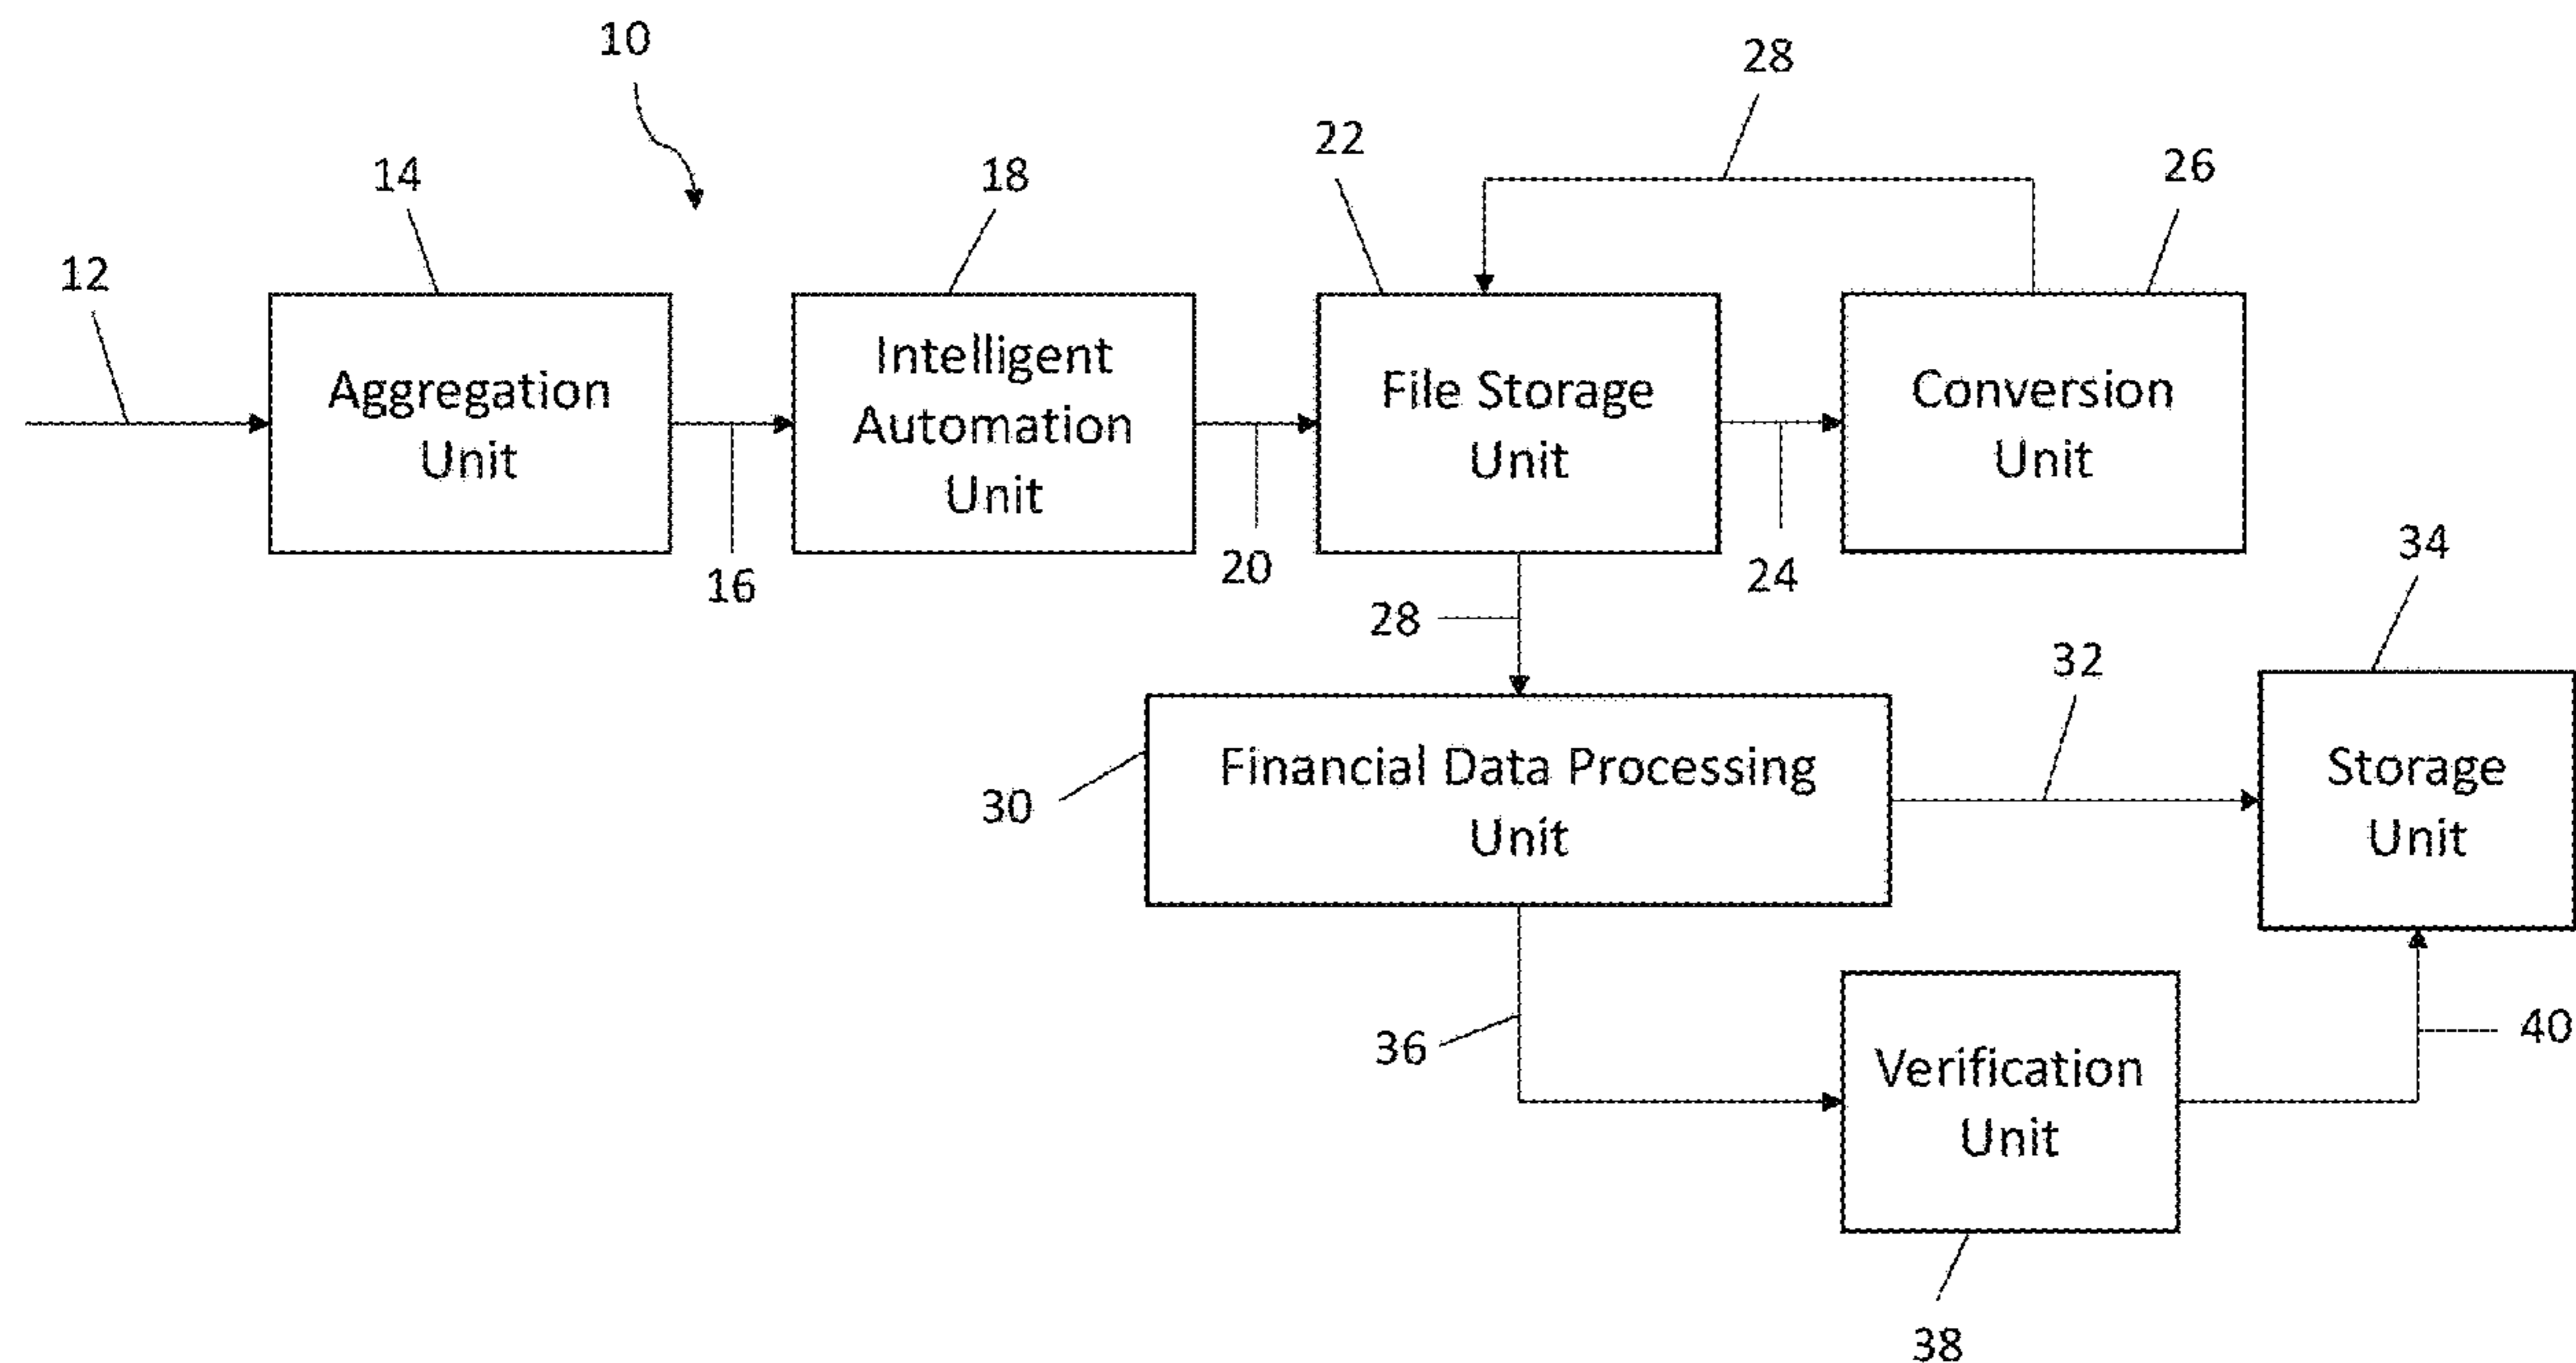 10
28
22
14
18
26
12
Aggregation
Unit
Intelligent
Automation
Unit
File Storage
Unit
Conversion
Unit
16
20
24
34
28
32
30
Financial Data Processing
Unit
Storage
Unit
36
Verification
Unit
40
38